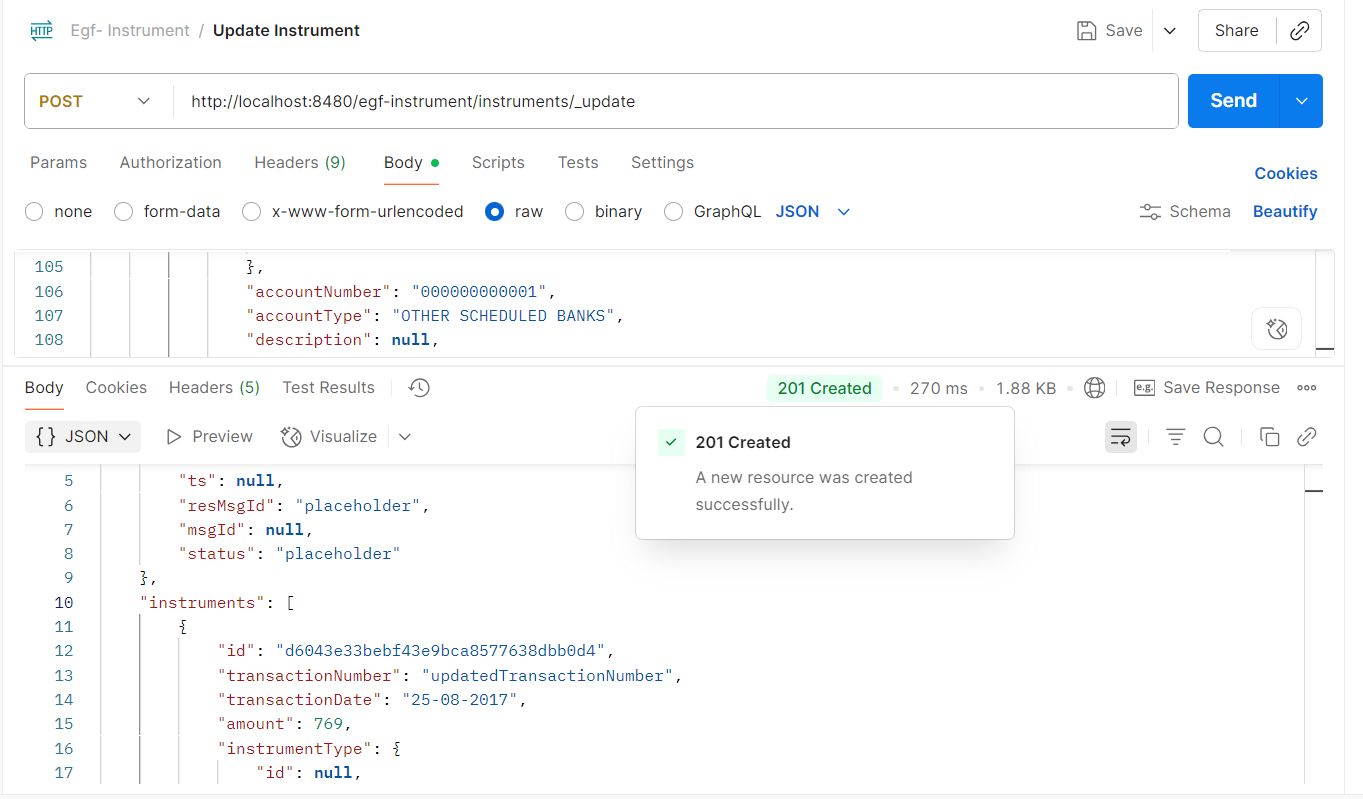 HTTP Egf- Instrument / Update Instrument Save Share
POST http://localhost:8480/egf-instrument/instruments/_update Send
Params Authorization Headers (9) Body Scripts Tests Settings Cookies
none form-data x-www-form-urlencoded raw binary GraphQL JSON Schema Beautify
105 },
106 "accountNumber": "000000000001",
107 "accountType": "OTHER SCHEDULED BANKS",
108 "description": null,
Body Cookies Headers (5) Test Results 201 Created 270 ms 1.88 KB e.g. Save Response
{} JSON Preview Visualize
201 Created
A new resource was created
successfully.
5 "ts": null,
6 "resMsgId": "placeholder",
7 "msgId": null,
8 "status": "placeholder"
9 },
10 "instruments": [
11 {
12 "id": "d6043e33bebf43e9bca8577638dbb0d4",
13 "transactionNumber": "updatedTransactionNumber",
14 "transactionDate": "25-08-2017",
15 "amount": 769,
16 "instrumentType": {
17 "id": null,